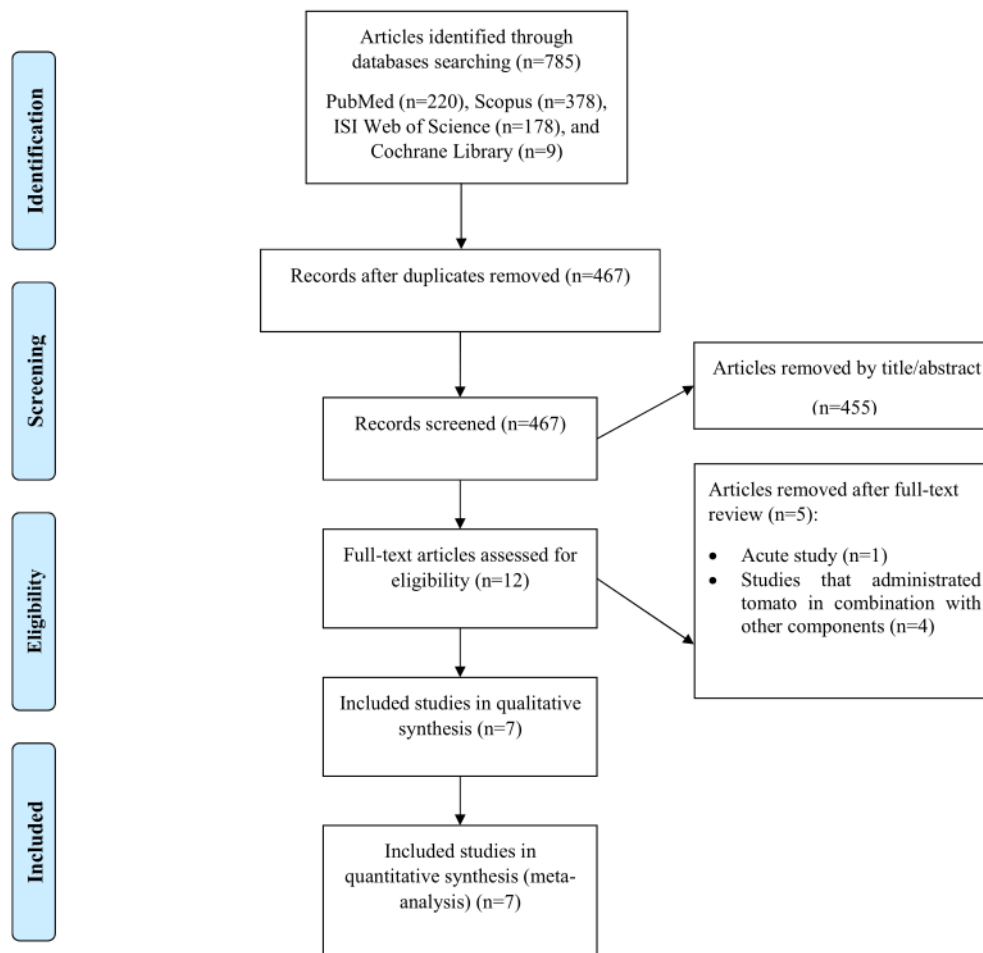 Identification
Articles identified through
databases searching (n=785)
PubMed (n=220), Scopus (n=378),
ISI Web of Science (n=178), and
Cochrane Library (n=9)
Records after duplicates removed (n=467)
Screening
Records screened (n=467)
Articles removed by title/abstract
(n=455)
Eligibility
Full-text articles assessed for
eligibility (n=12)
Articles removed after full-text
review (n=5):
• Acute study (n=1)
• Studies that administrated
tomato in combination with
other components (n=4)
Included studies in qualitative
synthesis (n=7)
Included
Included studies in
quantitative synthesis (meta-
analysis) (n=7)